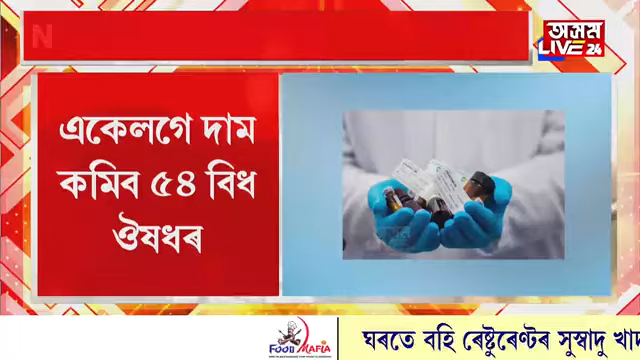 N
অসম
LIVE 24
একেলগে দাম
কমিব ৫৪ বিধ
ঔষধৰ
FOOD MAFIA
ঘৰতে বহি ৰেষ্টুৰেণ্টৰ সুস্বাদু